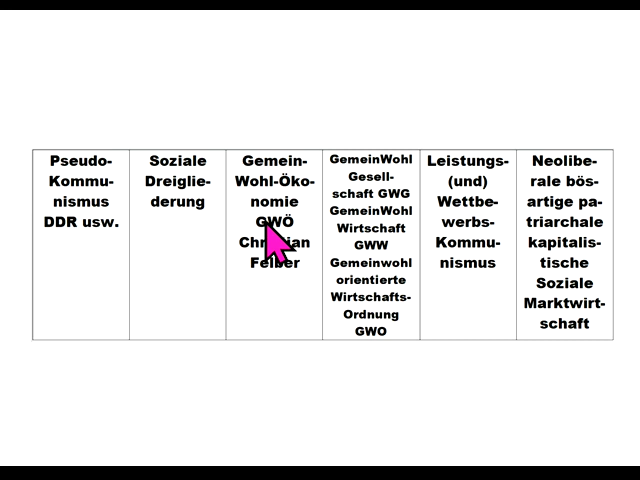 Pseudo-
Kommu-
nismus
DDR usw.
Soziale
Dreiglie-
derung
Gemein-
Wohl-Öko-
nomie
GWÖ
Christian
Felber
GemeinWohl
Gesell-
schaft GWG
GemeinWohl
Wirtschaft
GWW
Gemeinwohl
orientierte
Wirtschafts-
Ordnung
GWO
Leistungs-
(und)
Wettbe-
werbs-
Kommu-
nismus
Neolibe-
rale bös-
artige pa-
triarchale
kapitalis-
tische
Soziale
Marktwirt-
schaft